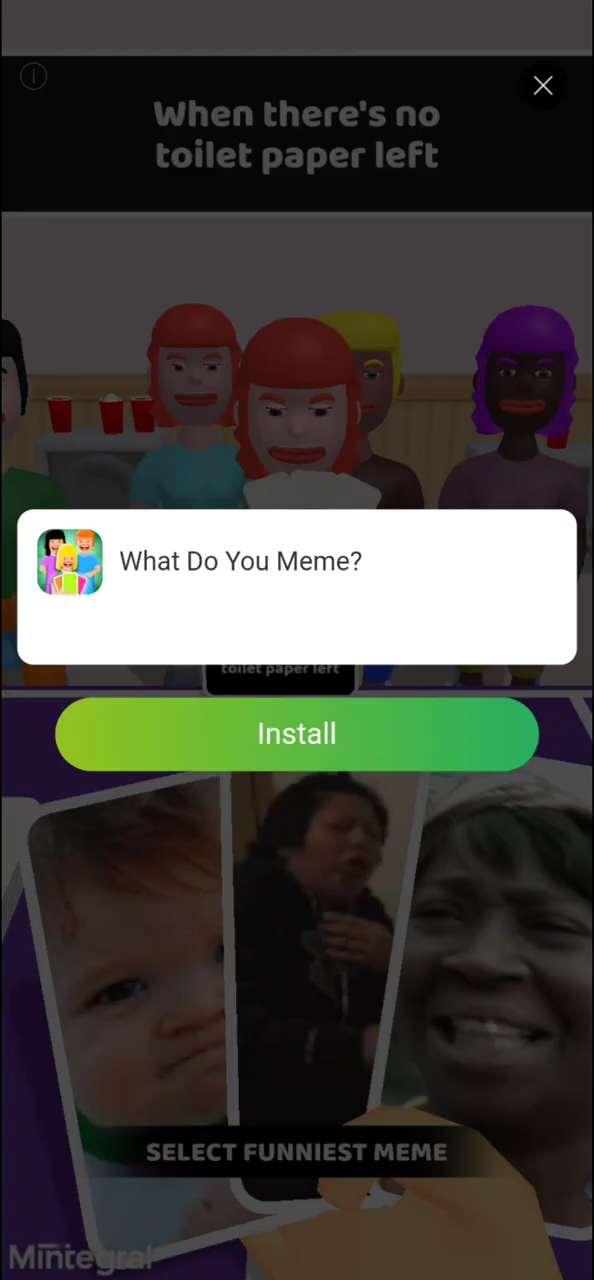 When there's no
toilet paper left
What Do You Meme?
toilet paper left
Install
SELECT FUNNIEST MEME
Mintegral